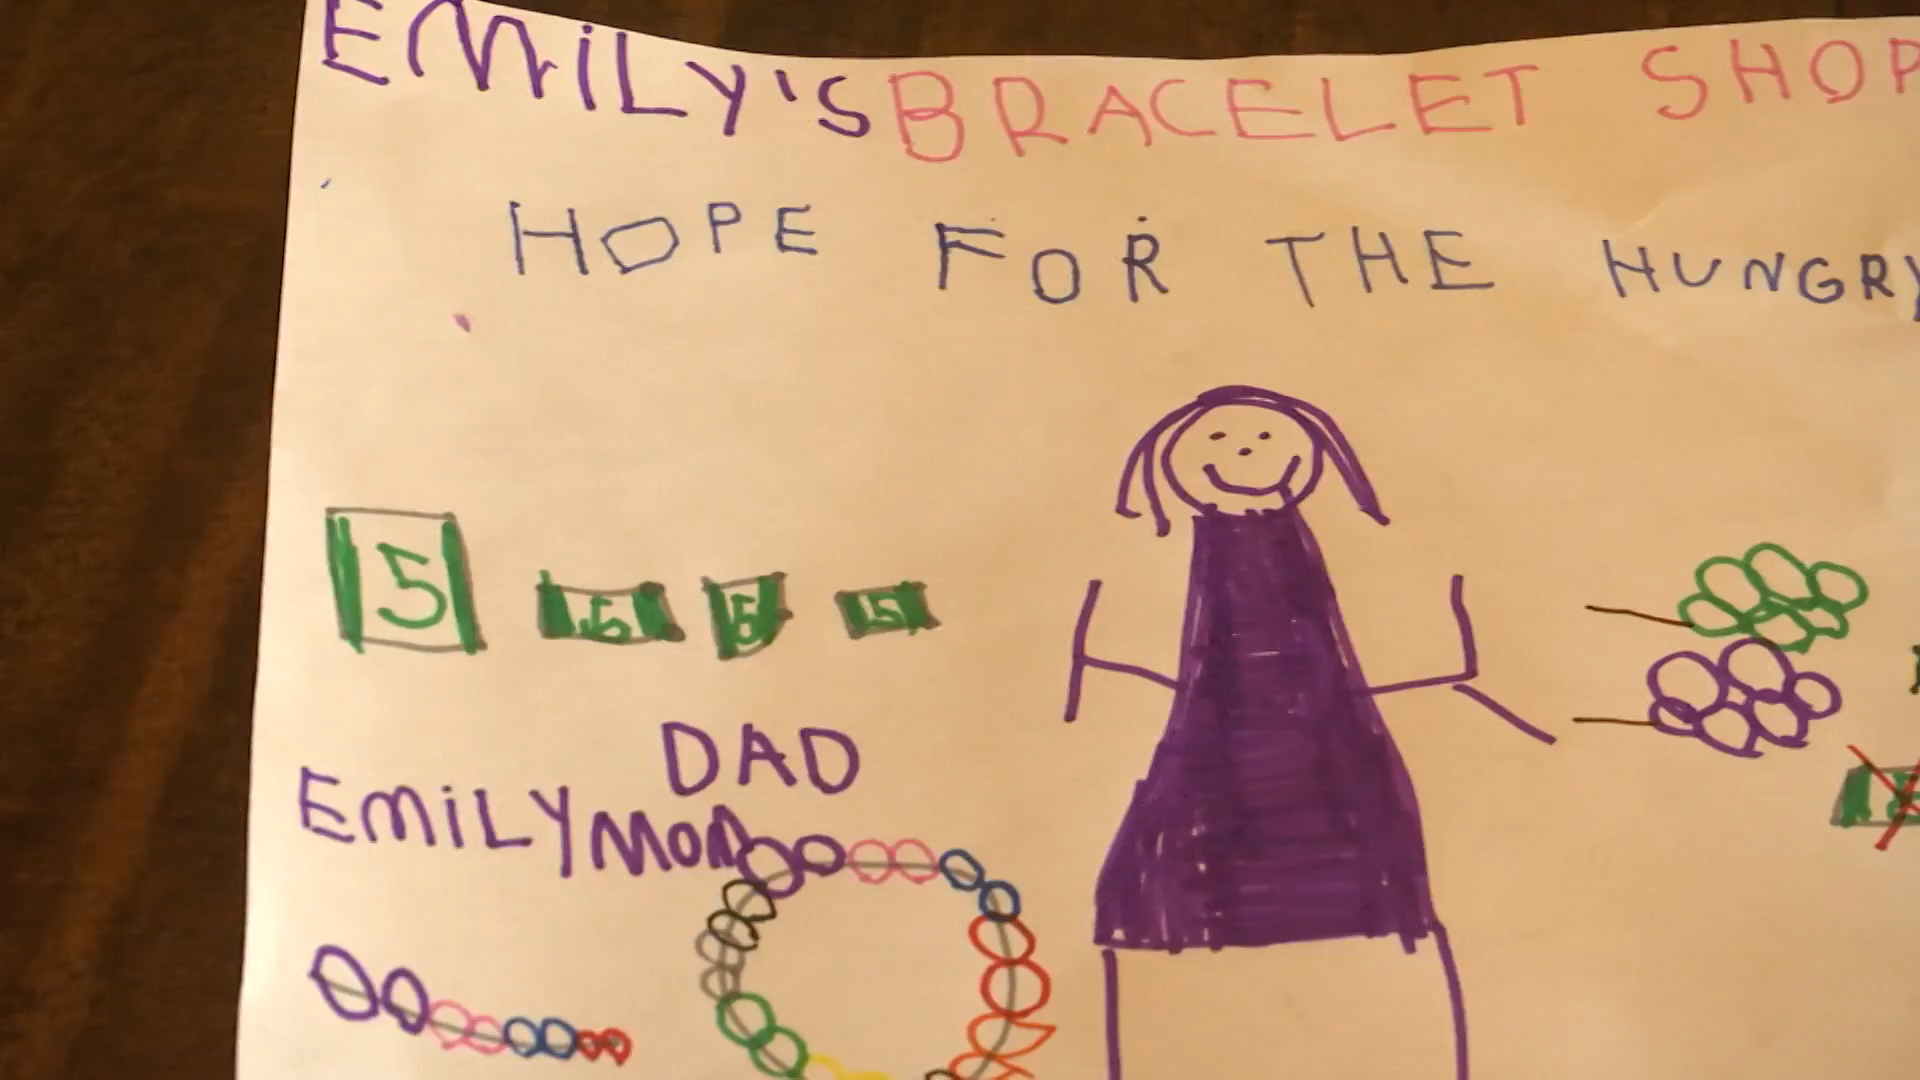 EMiLY'S BRACELET SHOP
HOPE FOR THE HUNGRY
5 5 5 5
DAD
EMiLY MOM